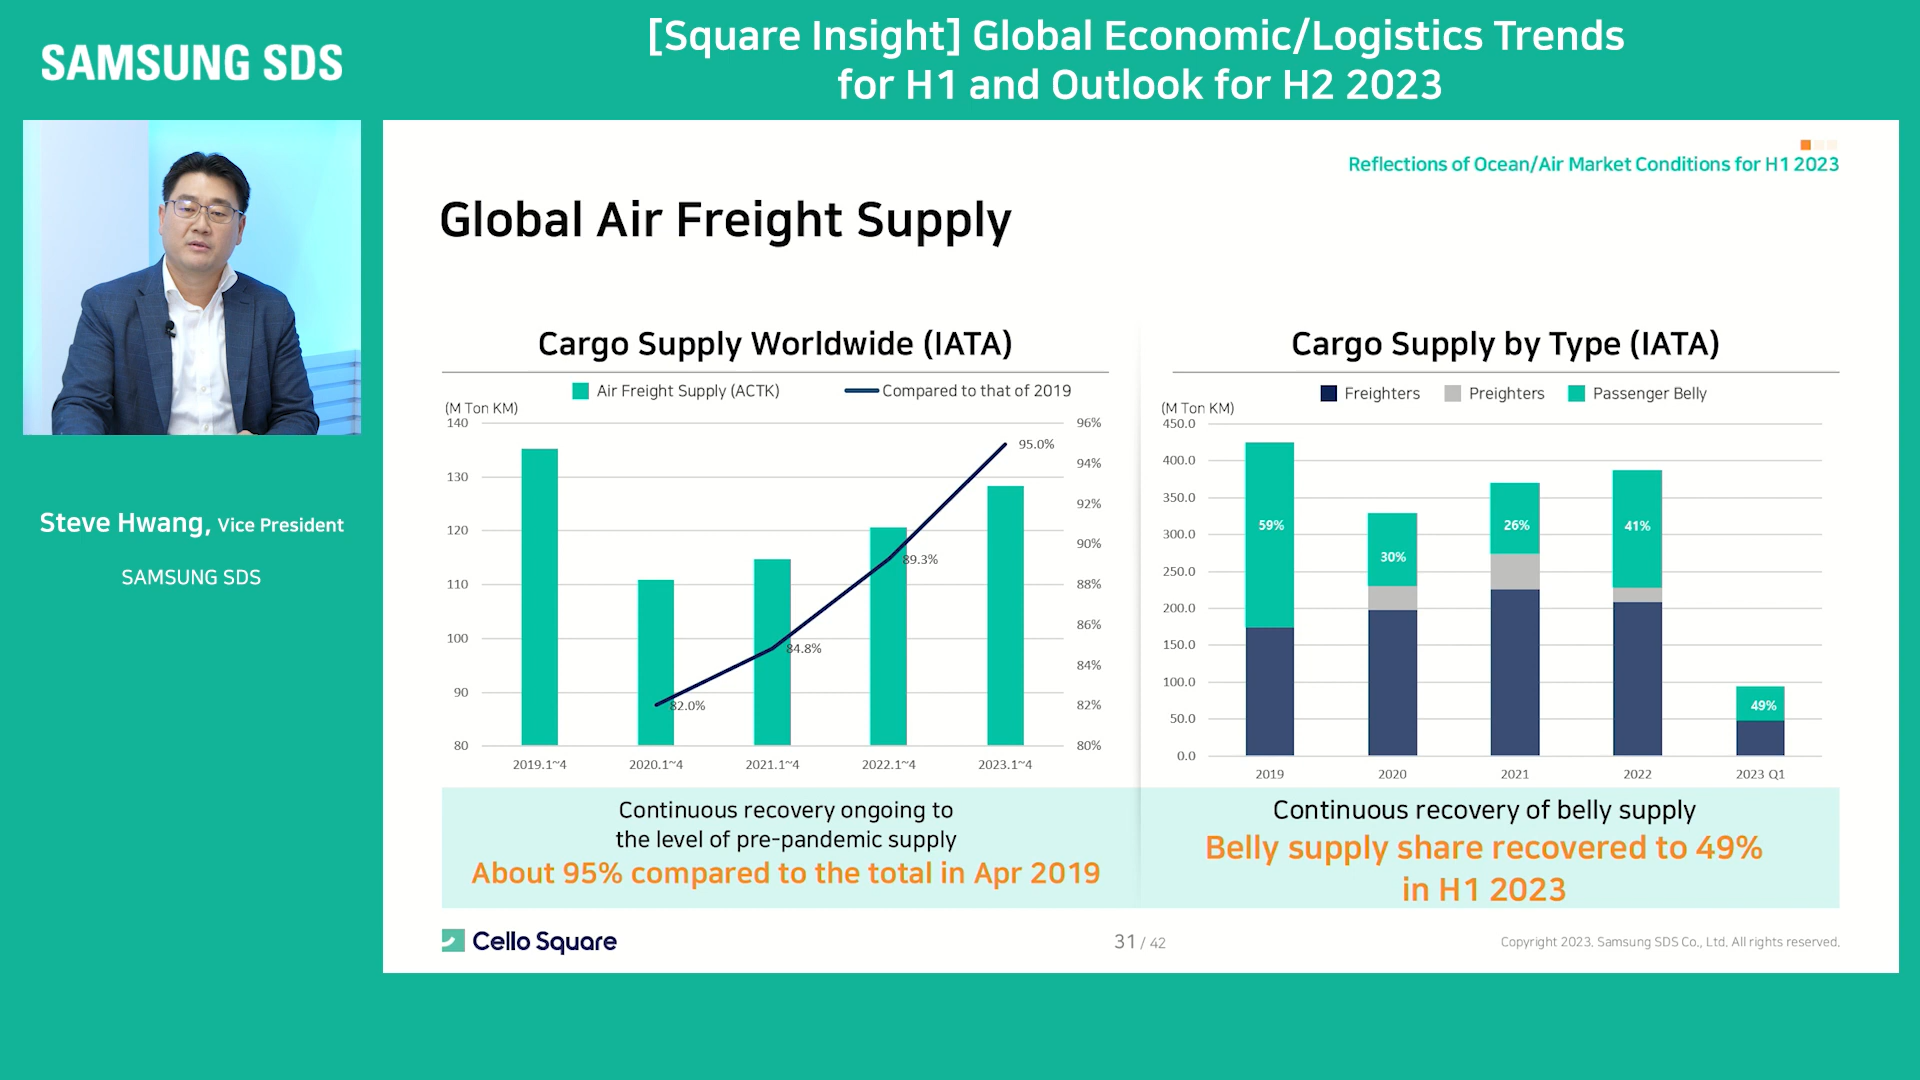 SAMSUNG SDS
[Square Insight] Global Economic/Logistics Trends
for H1 and Outlook for H2 2023
Steve Hwang, Vice President
SAMSUNG SDS
Reflections of Ocean/Air Market Conditions for H1 2023
Global Air Freight Supply
Cargo Supply Worldwide (IATA)
Air Freight Supply (ACTK)
Compared to that of 2019
(M Ton KM)
140
130
120
110
100
90
80
96%
94%
92%
90%
88%
86%
84%
82%
80%
82.0%
84.8%
89.3%
95.0%
2019.1~4
2020.1~4
2021.1~4
2022.1~4
2023.1~4
Continuous recovery ongoing to
the level of pre-pandemic supply
About 95% compared to the total in Apr 2019
Cargo Supply by Type (IATA)
Freighters
Preighters
Passenger Belly
(M Ton KM)
450.0
400.0
350.0
300.0
250.0
200.0
150.0
100.0
50.0
0.0
59%
30%
26%
41%
49%
2019
2020
2021
2022
2023 Q1
Continuous recovery of belly supply
Belly supply share recovered to 49%
in H1 2023
Cello Square
31 / 42
Copyright 2023. Samsung SDS Co., Ltd. All rights reserved.